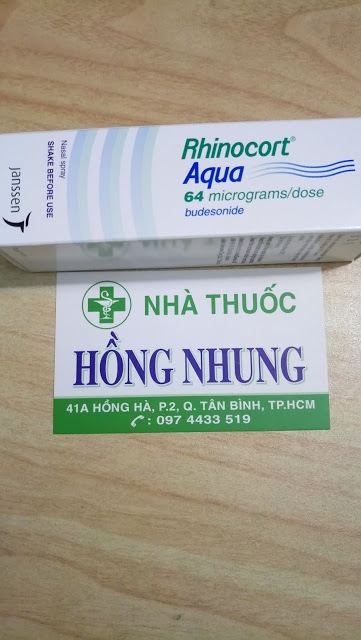 Rhinocort®
Aqua
64 micrograms/dose
budesonide
Nasal spray
SHAKE BEFORE USE
janssen
NHÀ THUỐC
HỒNG NHUNG
41A HỒNG HÀ, P.2, Q. TÂN BÌNH, TP.HCM
: 097 4433 519